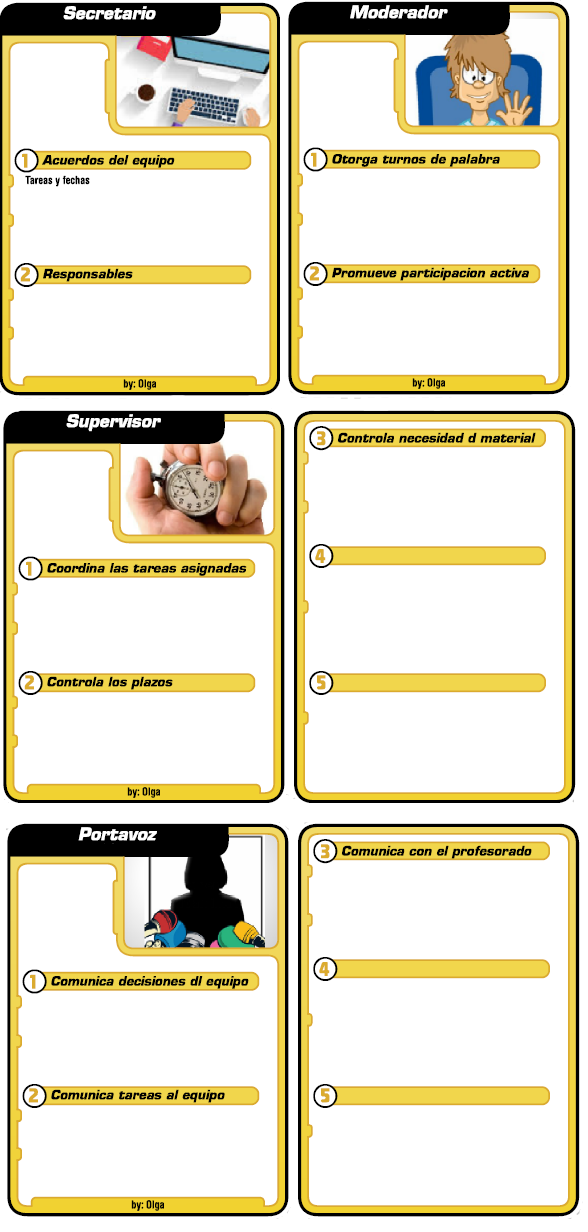 Secretario
1 Acuerdos del equipo
Tareas y fechas
2 Responsables
by: Olga
Moderador
1 Otorga turnos de palabra
2 Promueve participacion activa
by: Olga
Supervisor
1 Coordina las tareas asignadas
2 Controla los plazos
by: Olga
3 Controla necesidad d material
4
5
Portavoz
1 Comunica decisiones dl equipo
2 Comunica tareas al equipo
by: Olga
3 Comunica con el profesorado
4
5